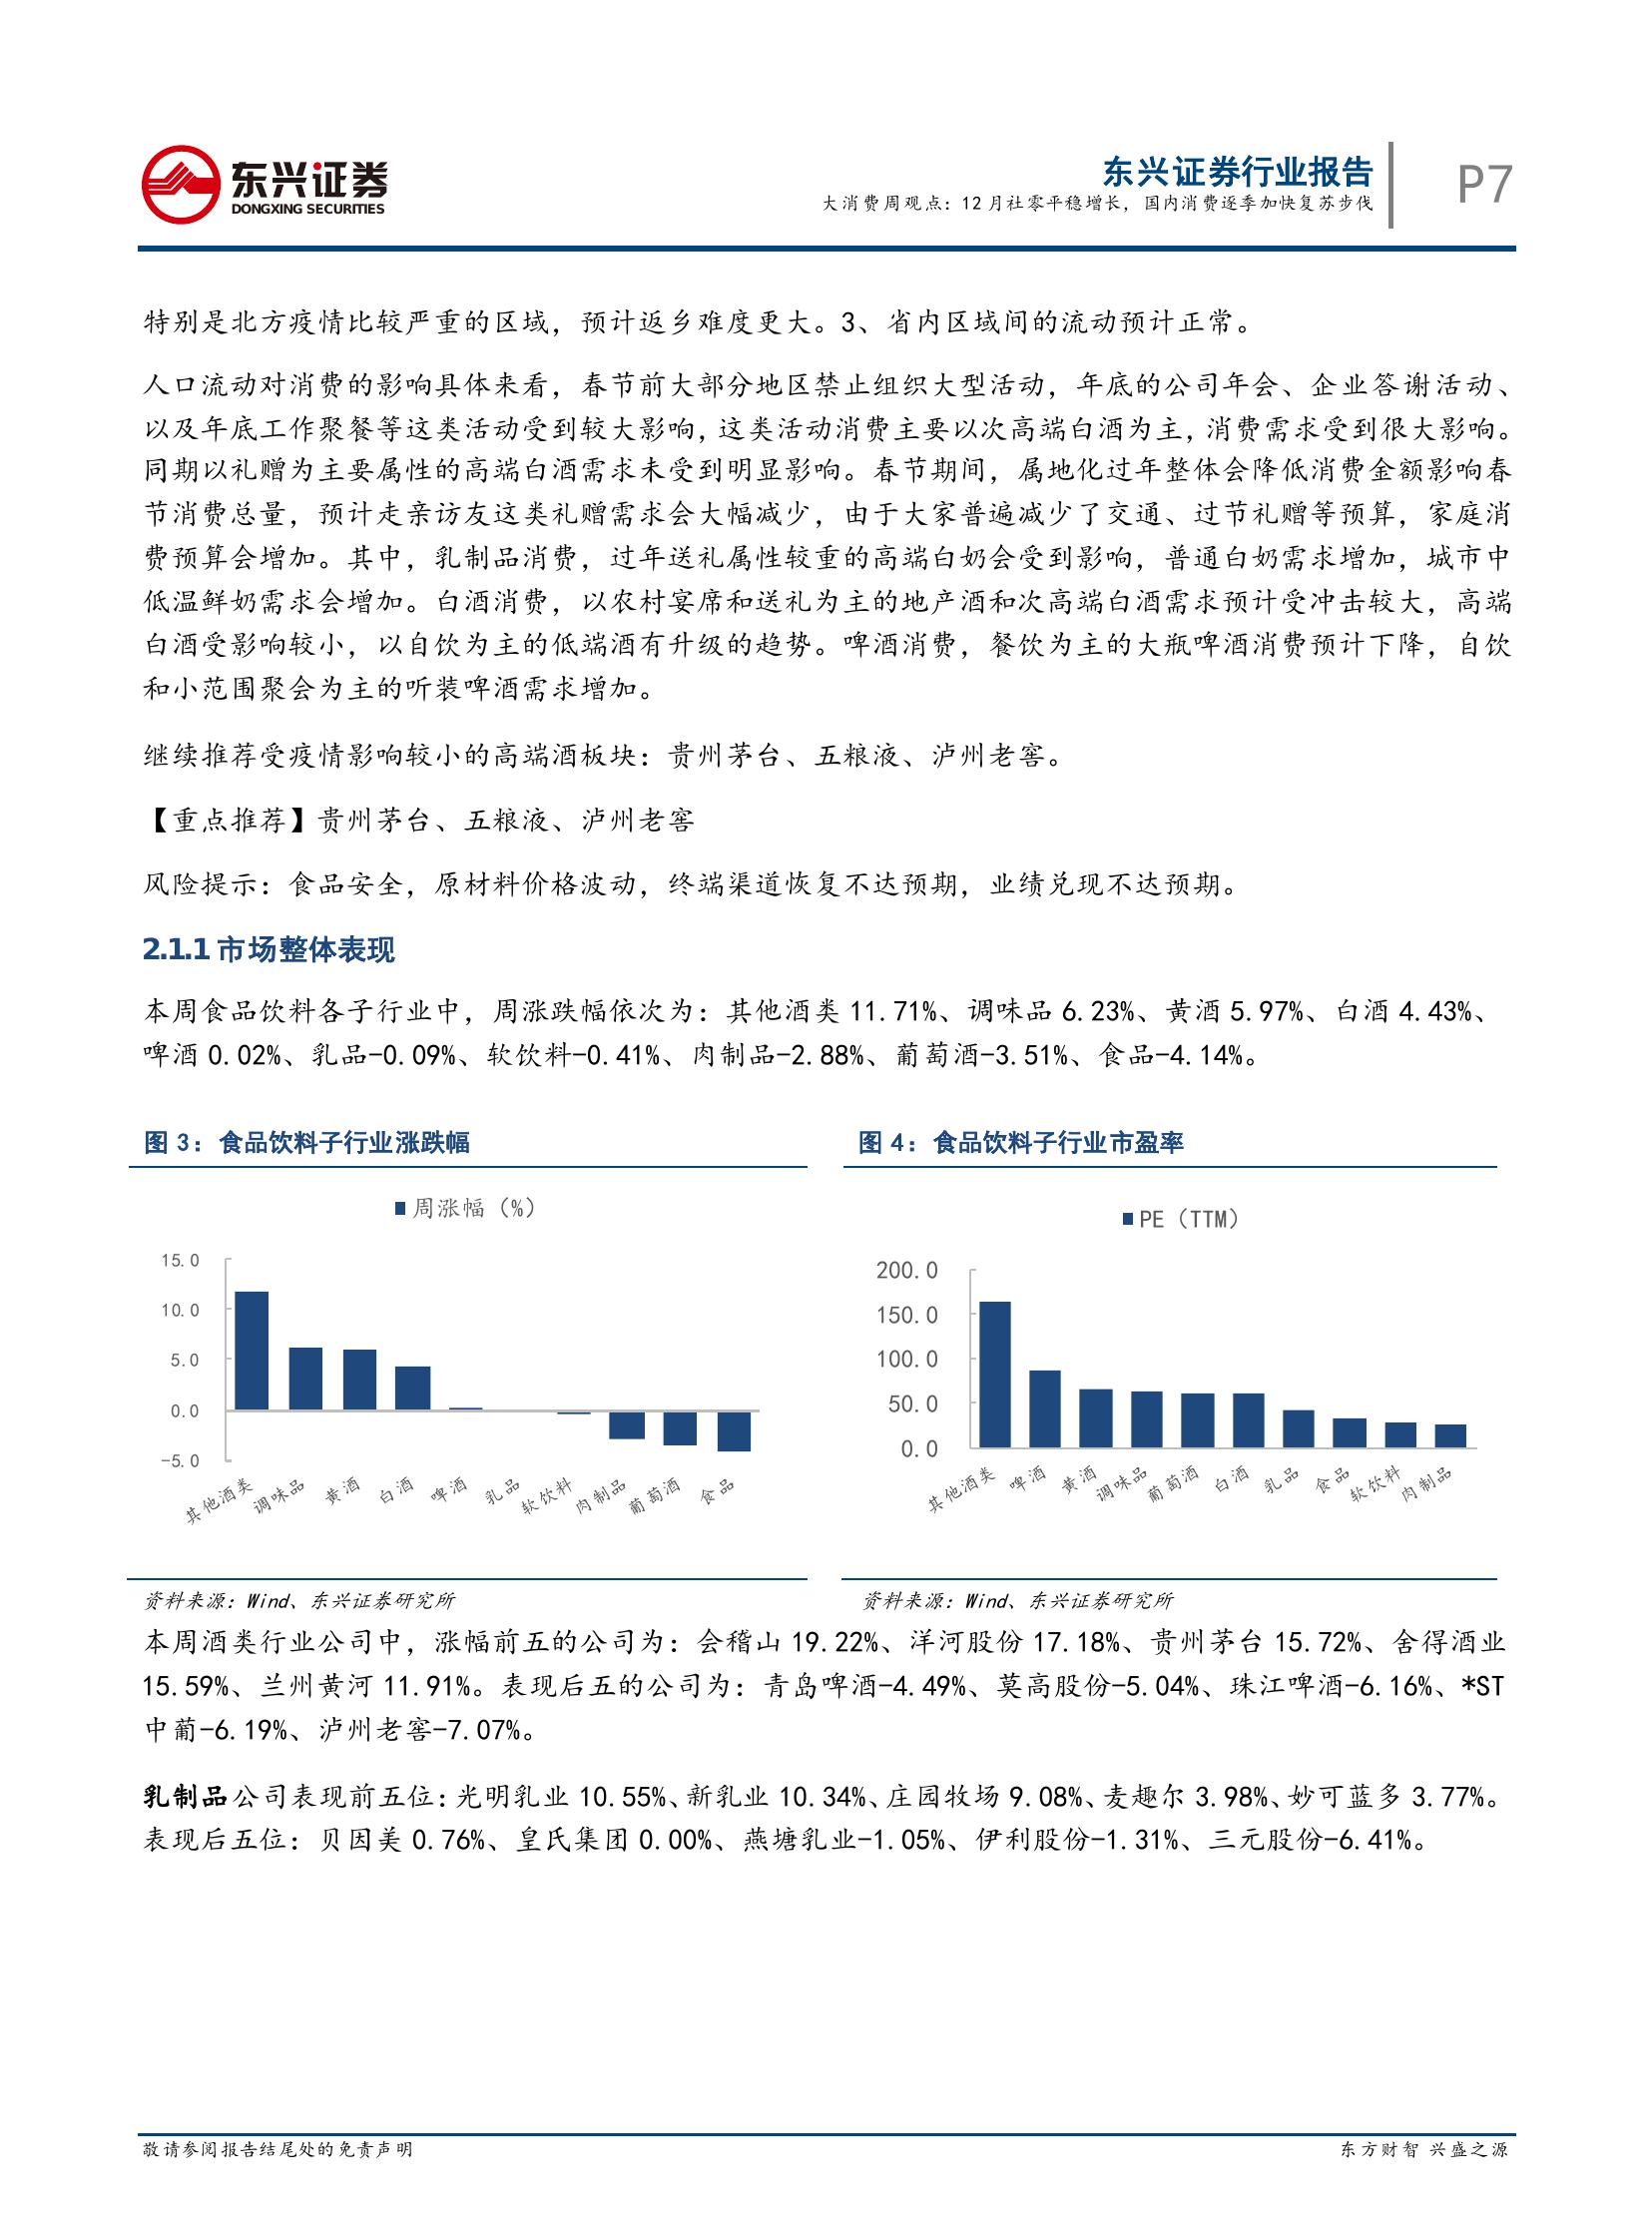 东兴证券
DONGXING SECURITIES
东兴证券行业报告
大消费周观点：12 月社零平稳增长，国内消费逐季加快复苏步伐
P7
特别是北方疫情比较严重的区域，预计返乡难度更大。3、省内区域间的流动预计正常。
人口流动对消费的影响具体来看，春节前大部分地区禁止组织大型活动，年底的公司年会、企业答谢活动、
以及年底工作聚餐等这类活动受到较大影响，这类活动消费主要以次高端白酒为主，消费需求受到很大影响。
同期以礼赠为主要属性的高端白酒需求未受到明显影响。春节期间，属地化过年整体会降低消费金额影响春
节消费总量，预计走亲访友这类礼赠需求会大幅减少，由于大家普遍减少了交通、过节礼赠等预算，家庭消
费预算会增加。其中，乳制品消费，过年送礼属性较重的高端白奶会受到影响，普通白奶需求增加，城市中
低温鲜奶需求会增加。白酒消费，以农村宴席和送礼为主的地产酒和次高端白酒需求预计受冲击较大，高端
白酒受影响较小，以自饮为主的低端酒有升级的趋势。啤酒消费，餐饮为主的大瓶啤酒消费预计下降，自饮
和小范围聚会为主的听装啤酒需求增加。
继续推荐受疫情影响较小的高端酒板块：贵州茅台、五粮液、泸州老窖。
【重点推荐】贵州茅台、五粮液、泸州老窖
风险提示：食品安全，原材料价格波动，终端渠道恢复不达预期，业绩兑现不达预期。
2.1.1 市场整体表现
本周食品饮料各子行业中，周涨跌幅依次为：其他酒类 11.71%、调味品 6.23%、黄酒 5.97%、白酒 4.43%、
啤酒 0.02%、乳品-0.09%、软饮料-0.41%、肉制品-2.88%、葡萄酒-3.51%、食品-4.14%。
图 3：食品饮料子行业涨跌幅
周涨幅（%）
15.0
10.0
5.0
0.0
-5.0
其他酒类 调味品 黄酒 白酒 啤酒 乳品 软饮料 肉制品 葡萄酒 食品
资料来源：Wind、东兴证券研究所
图 4：食品饮料子行业市盈率
PE（TTM）
200.0
150.0
100.0
50.0
0.0
其他酒类 啤酒 黄酒 调味品 葡萄酒 白酒 乳品 食品 软饮料 肉制品
资料来源：Wind、东兴证券研究所
本周酒类行业公司中，涨幅前五的公司为：会稽山 19.22%、洋河股份 17.18%、贵州茅台 15.72%、舍得酒业
15.59%、兰州黄河 11.91%。表现后五的公司为：青岛啤酒-4.49%、莫高股份-5.04%、珠江啤酒-6.16%、*ST
中葡-6.19%、泸州老窖-7.07%。
乳制品公司表现前五位：光明乳业 10.55%、新乳业 10.34%、庄园牧场 9.08%、麦趣尔 3.98%、妙可蓝多 3.77%。
表现后五位：贝因美 0.76%、皇氏集团 0.00%、燕塘乳业-1.05%、伊利股份-1.31%、三元股份-6.41%。
敬请参阅报告结尾处的免责声明
东方财智 兴盛之源